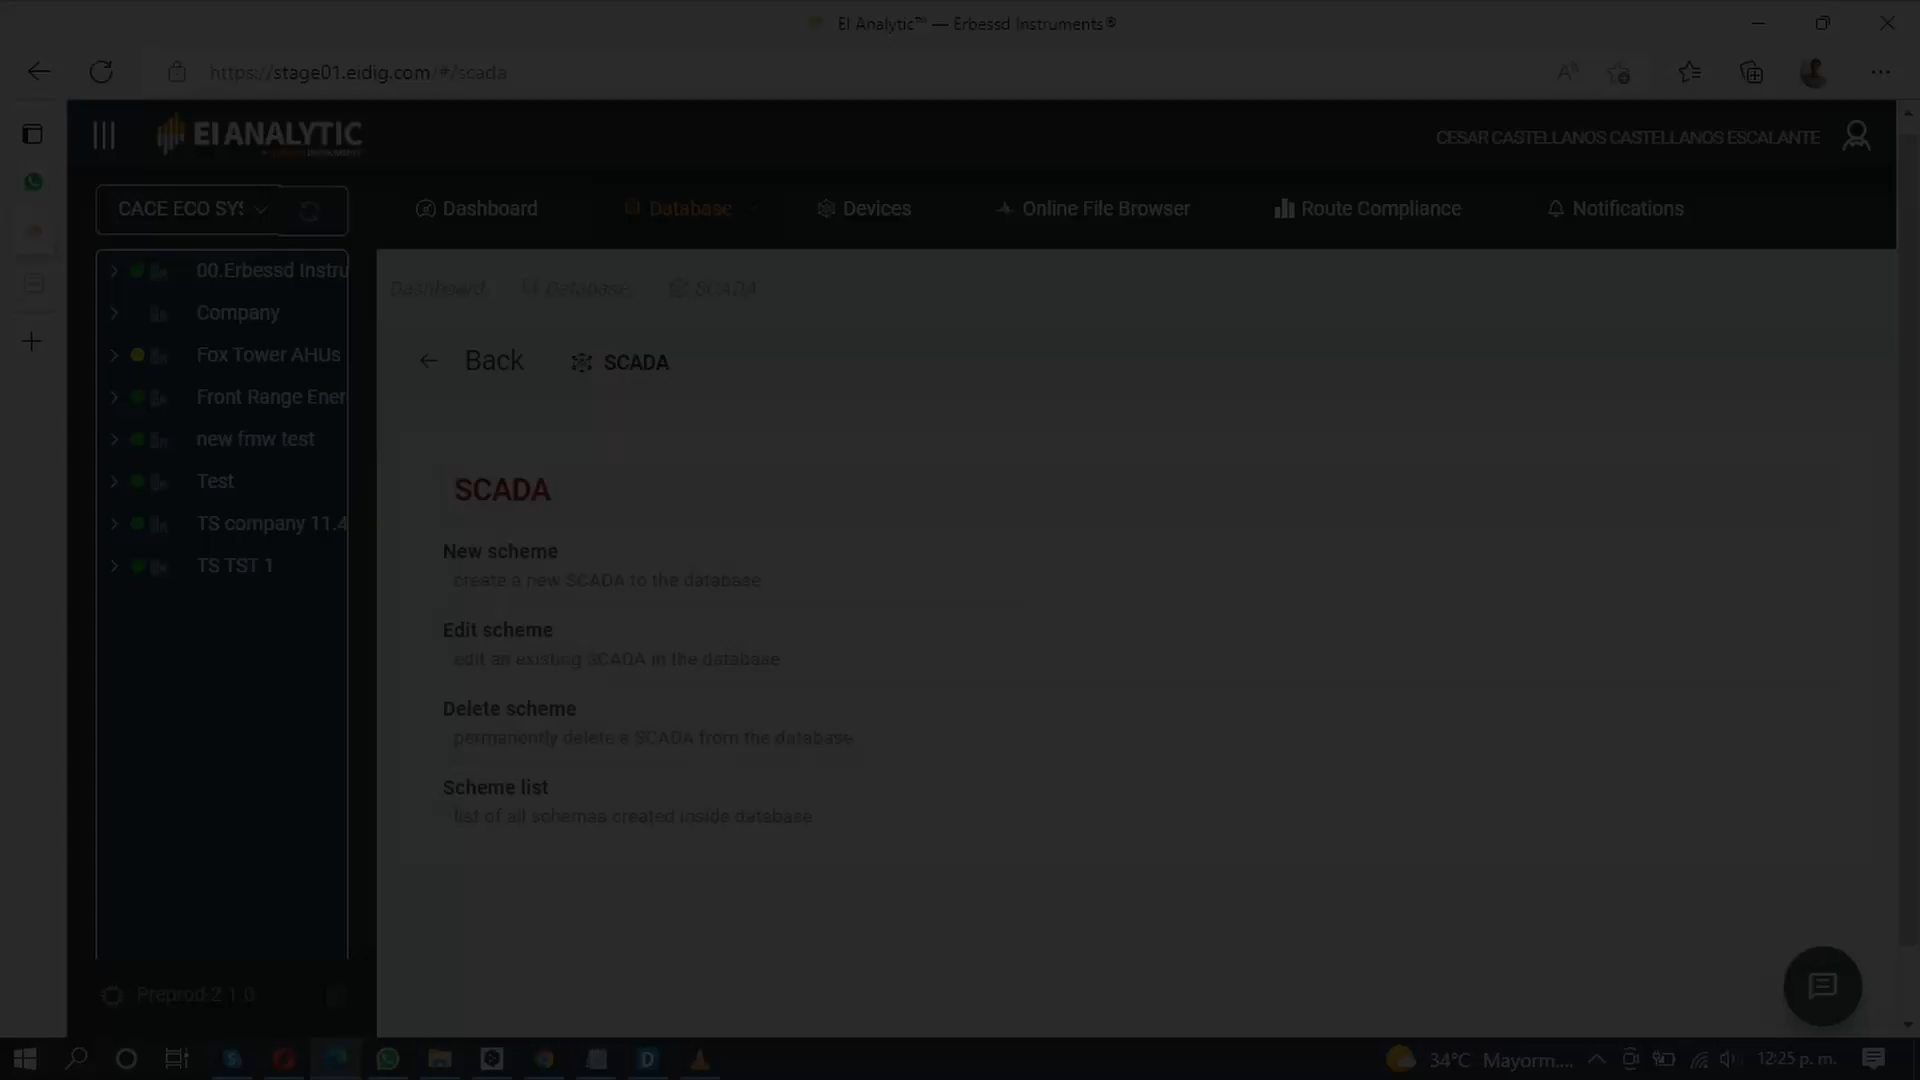 EI Analytic™ — Erbessd Instruments®
https://stage01.eidig.com/#/scada
EI ANALYTIC
CESAR CASTELLANOS CASTELLANOS ESCALANTE
CACE ECO SYS
Dashboard
Database
Devices
Online File Browser
Route Compliance
Notifications
00.Erbessd Instru
Company
Fox Tower AHUs
Front Range Ener
new fmw test
Test
TS company 11.4
TS TST 1
Preprod-2.1.0
Dashboard Database SCADA
Back SCADA
SCADA
New scheme
create a new SCADA to the database
Edit scheme
edit an existing SCADA in the database
Delete scheme
permanently delete a SCADA from the database
Scheme list
list of all schemas created inside database
34°C Mayorm... 12:25 p. m.